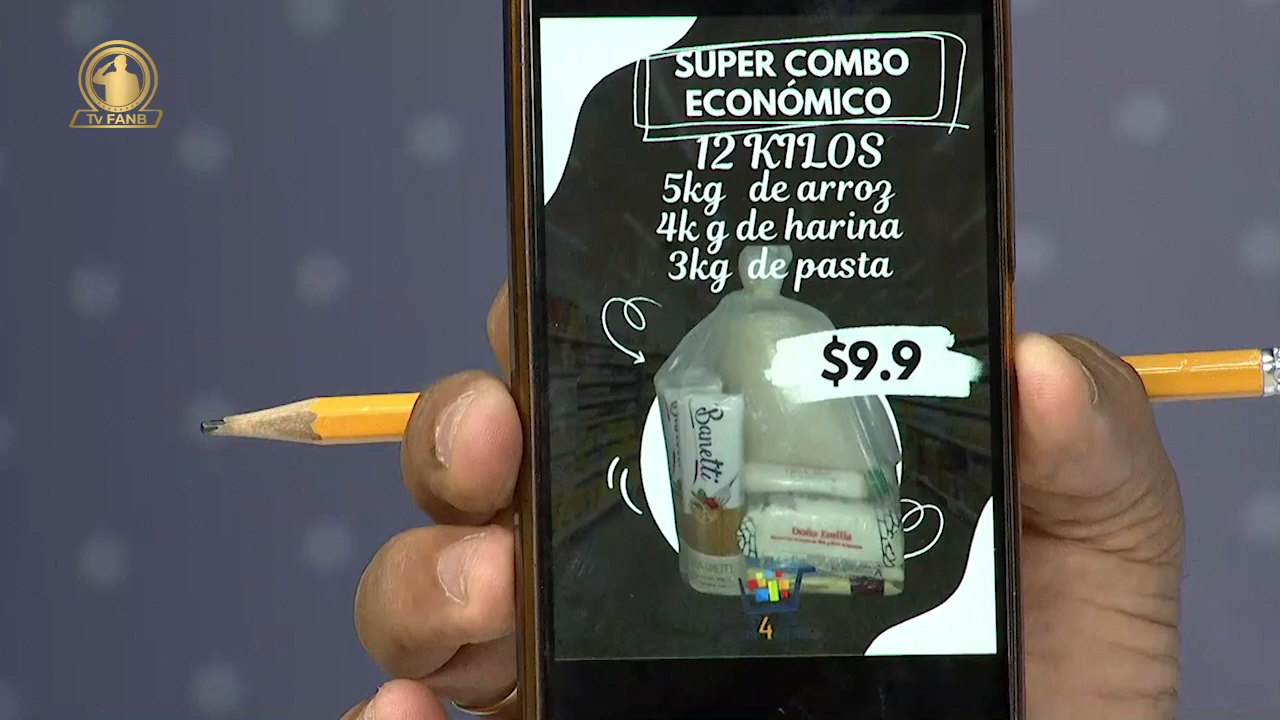 Tv FANB
SUPER COMBO
ECONÓMICO
12 KILOS
5kg de arroz
4k g de harina
3kg de pasta
$9.9
Banetti
Doña Emilia
4